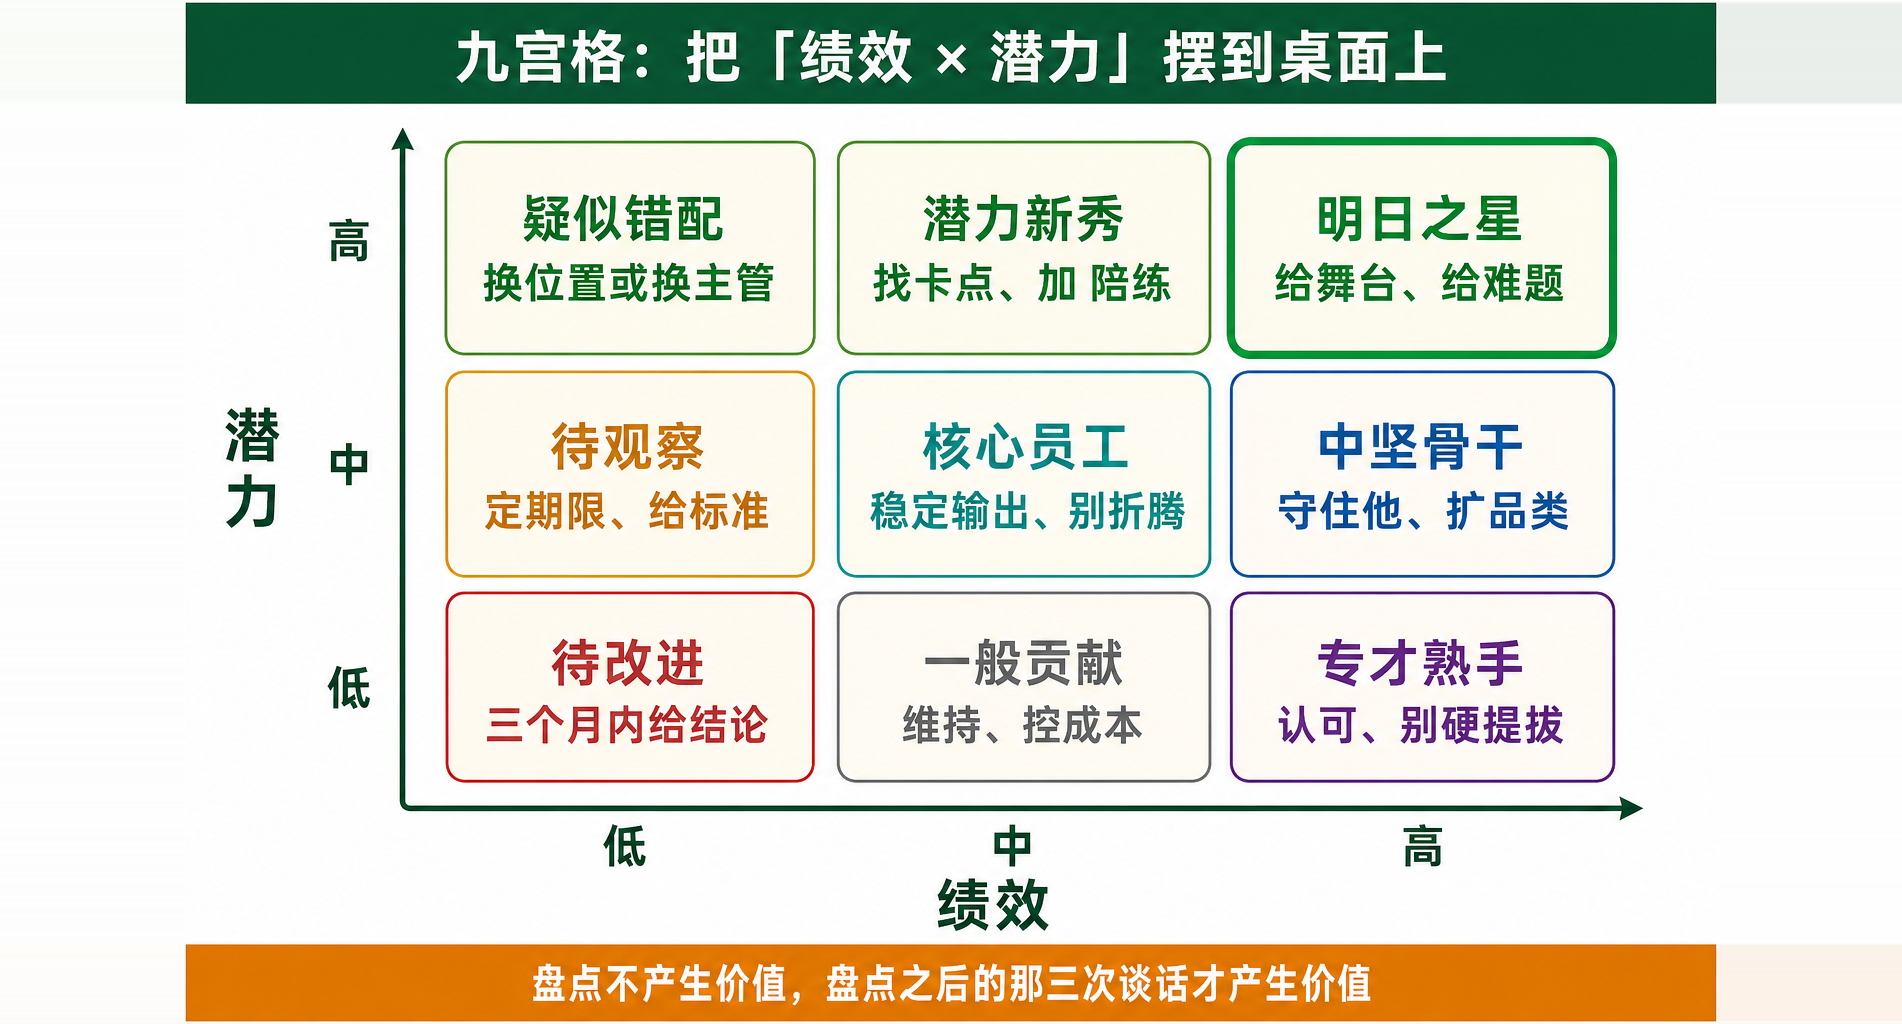 九宫格：把「绩效 × 潜力」摆到桌面上
高
疑似错配
换位置或换主管
潜力新秀
找卡点、加 陪练
明日之星
给舞台、给难题
潜力
中
待观察
定期限、给标准
核心员工
稳定输出、别折腾
中坚骨干
守住他、扩品类
低
待改进
三个月内给结论
一般贡献
维持、控成本
专才熟手
认可、别硬提拔
低
中
高
绩效
盘点不产生价值，盘点之后的那三次谈话才产生价值